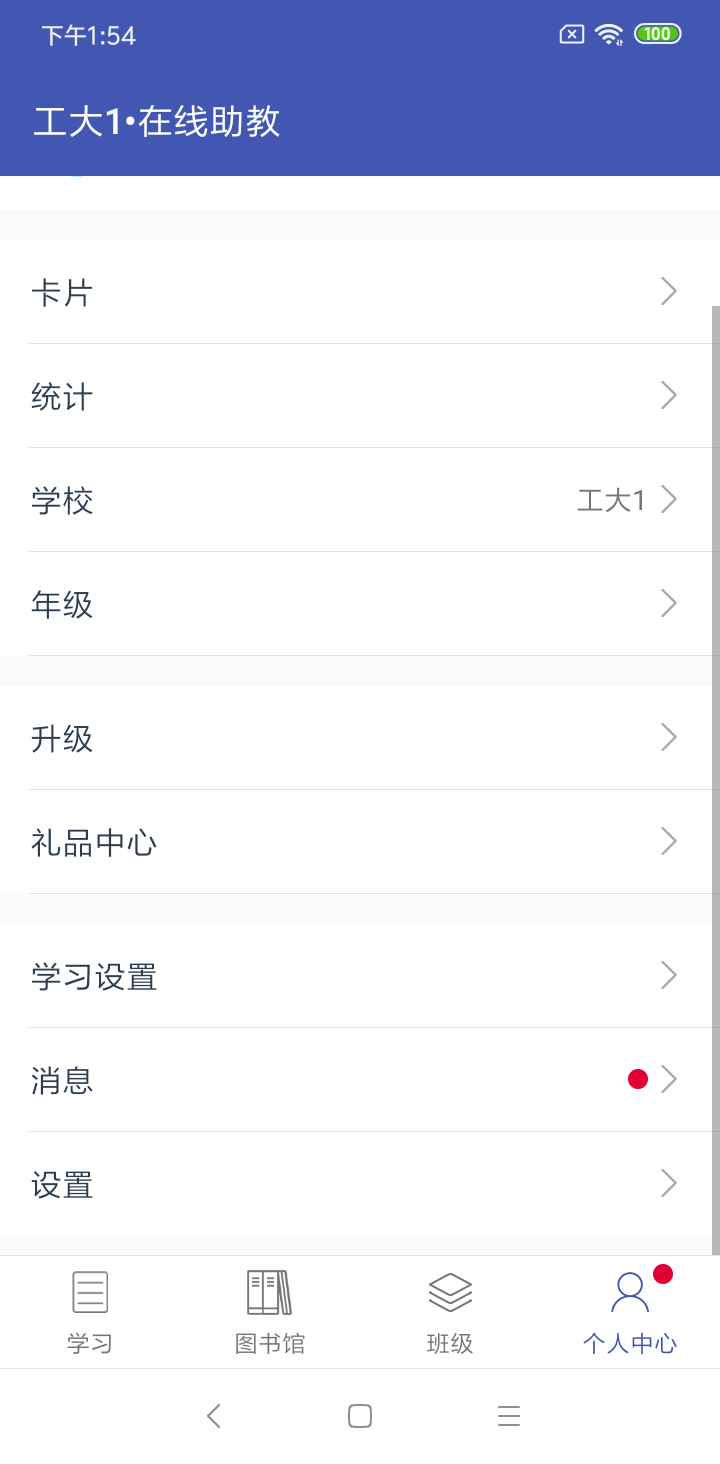 下午1:54
100
工大1•在线助教
卡片
统计
学校
工大1
年级
升级
礼品中心
学习设置
消息
设置
学习
图书馆
班级
个人中心